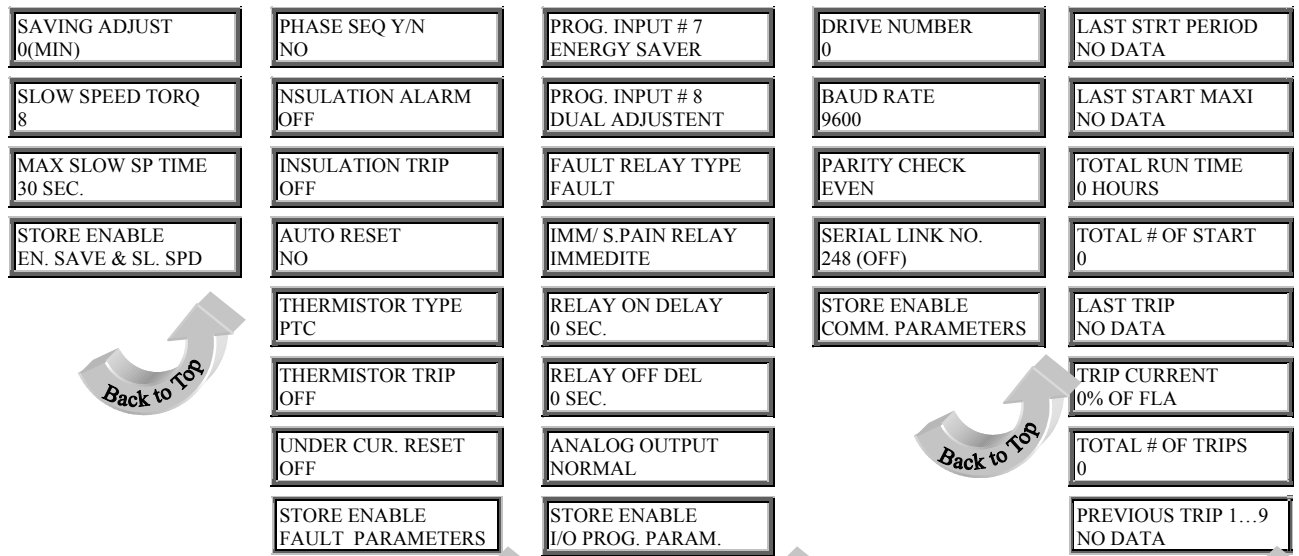 SAVING ADJUST
0(MIN)
SLOW SPEED TORQ
8
MAX SLOW SP TIME
30 SEC.
STORE ENABLE
EN. SAVE & SL. SPD
Back to Top
PHASE SEQ Y/N
NO
NSULATION ALARM
OFF
INSULATION TRIP
OFF
AUTO RESET
NO
THERMISTOR TYPE
PTC
THERMISTOR TRIP
OFF
UNDER CUR. RESET
OFF
STORE ENABLE
FAULT PARAMETERS
PROG. INPUT # 7
ENERGY SAVER
PROG. INPUT # 8
DUAL ADJUSTENT
FAULT RELAY TYPE
FAULT
IMM/ S.PAIN RELAY
IMMEDITE
RELAY ON DELAY
0 SEC.
RELAY OFF DEL
0 SEC.
ANALOG OUTPUT
NORMAL
STORE ENABLE
I/O PROG. PARAM.
DRIVE NUMBER
0
BAUD RATE
9600
PARITY CHECK
EVEN
SERIAL LINK NO.
248 (OFF)
STORE ENABLE
COMM. PARAMETERS
Back to Top
LAST STRT PERIOD
NO DATA
LAST START MAXI
NO DATA
TOTAL RUN TIME
0 HOURS
TOTAL # OF START
0
LAST TRIP
NO DATA
TRIP CURRENT
0% OF FLA
TOTAL # OF TRIPS
0
PREVIOUS TRIP 1…9
NO DATA